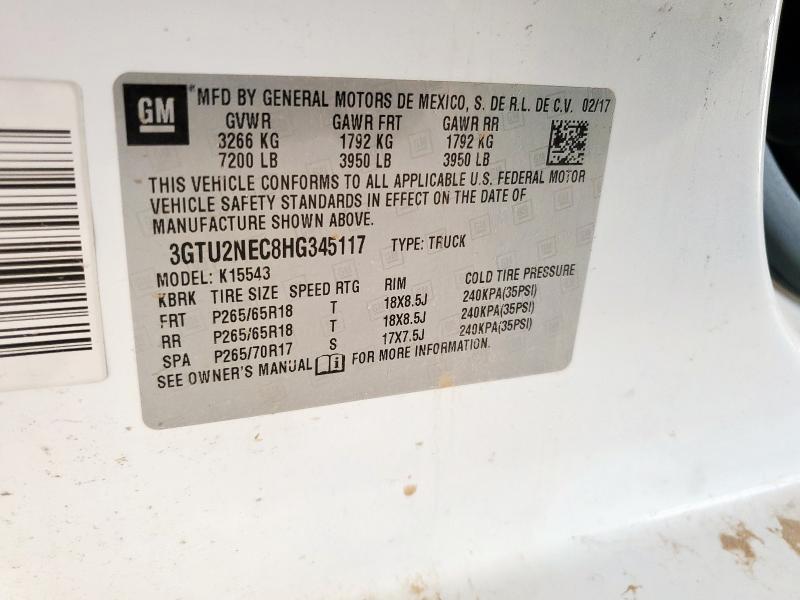 GM
MFD BY GENERAL MOTORS DE MEXICO, S. DE R.L. DE C.V. 02/17
GVWR GAWR FRT GAWR RR
3266 KG 1792 KG 1792 KG
7200 LB 3950 LB 3950 LB
THIS VEHICLE CONFORMS TO ALL APPLICABLE U.S. FEDERAL MOTOR
VEHICLE SAFETY STANDARDS IN EFFECT ON THE DATE OF
MANUFACTURE SHOWN ABOVE.
3GTU2NEC8HG345117 TYPE: TRUCK
MODEL: K15543
KBRK TIRE SIZE SPEED RTG RIM COLD TIRE PRESSURE
FRT P265/65R18 T 18X8.5J 240KPA(35PSI)
RR P265/65R18 T 18X8.5J 240KPA(35PSI)
SPA P265/70R17 S 17X7.5J 240KPA(35PSI)
SEE OWNER'S MANUAL FOR MORE INFORMATION.